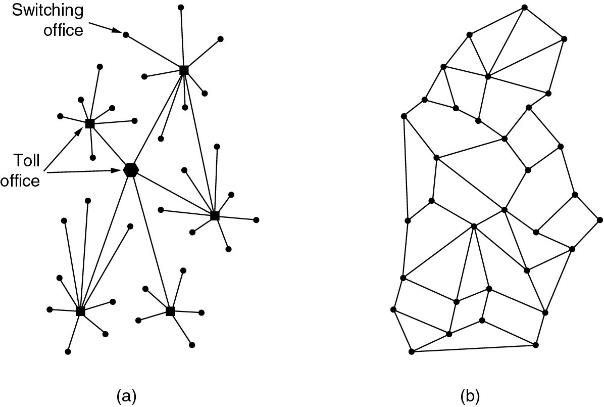 Switching
office
Toll
office
(a)
(b)